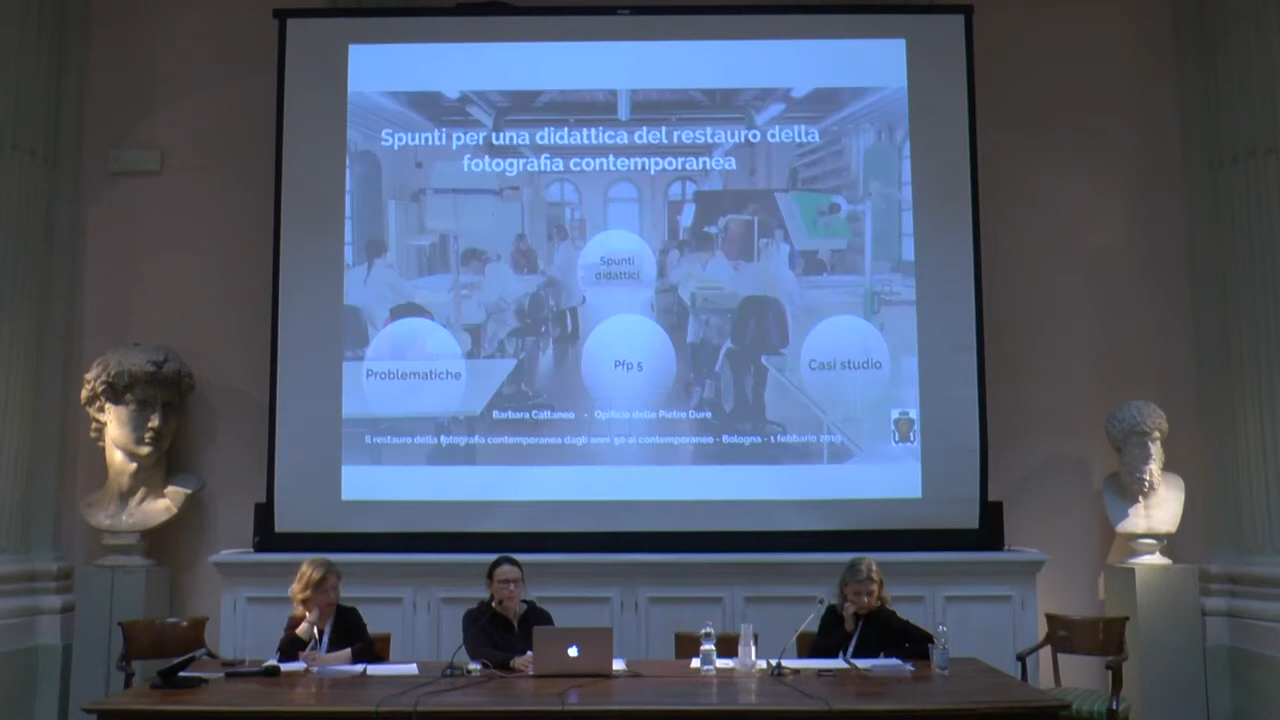 Spunti per una didattica del restauro della
fotografia contemporanea
Spunti
didattici
Problematiche
Pfp 5
Casi studio
Barbara Cattaneo - Opificio delle Pietre Dure
Il restauro della fotografia contemporanea dagli anni '50 al contemporaneo - Bologna - 1 febbario 2019